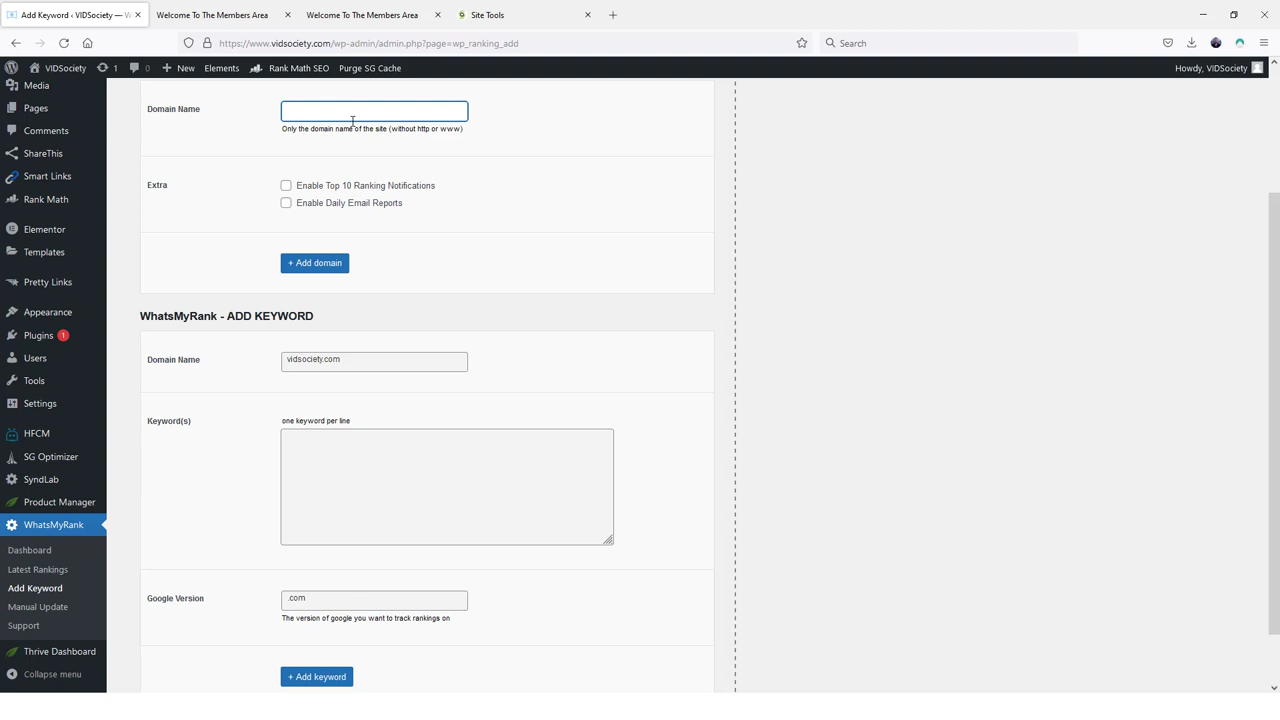 Add Keyword ‹ VIDSociety — W
Welcome To The Members Area
Welcome To The Members Area
Site Tools
https://www.vidsociety.com/wp-admin/admin.php?page=wp_ranking_add
Search
VIDSociety
1
0
New
Elements
Rank Math SEO
Purge SG Cache
Howdy, VIDSociety
Media
Pages
Comments
ShareThis
Smart Links
Rank Math
Elementor
Templates
Pretty Links
Appearance
Plugins 1
Users
Tools
Settings
HFCM
SG Optimizer
SyndLab
Product Manager
WhatsMyRank
Dashboard
Latest Rankings
Add Keyword
Manual Update
Support
Thrive Dashboard
Collapse menu
Domain Name
Only the domain name of the site (without http or www)
Extra
Enable Top 10 Ranking Notifications
Enable Daily Email Reports
+ Add domain
WhatsMyRank - ADD KEYWORD
Domain Name
vidsociety.com
Keyword(s)
one keyword per line
Google Version
.com
The version of google you want to track rankings on
+ Add keyword